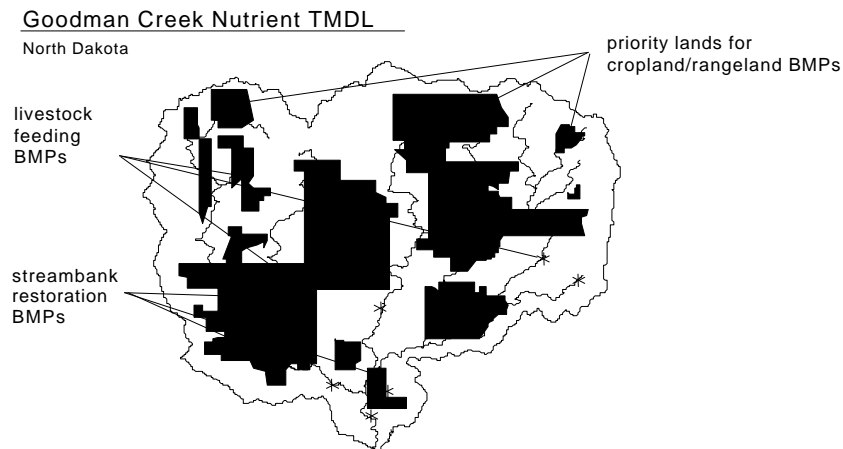 Goodman Creek Nutrient TMDL
North Dakota
priority lands for
cropland/rangeland BMPs
livestock
feeding
BMPs
streambank
restoration
BMPs